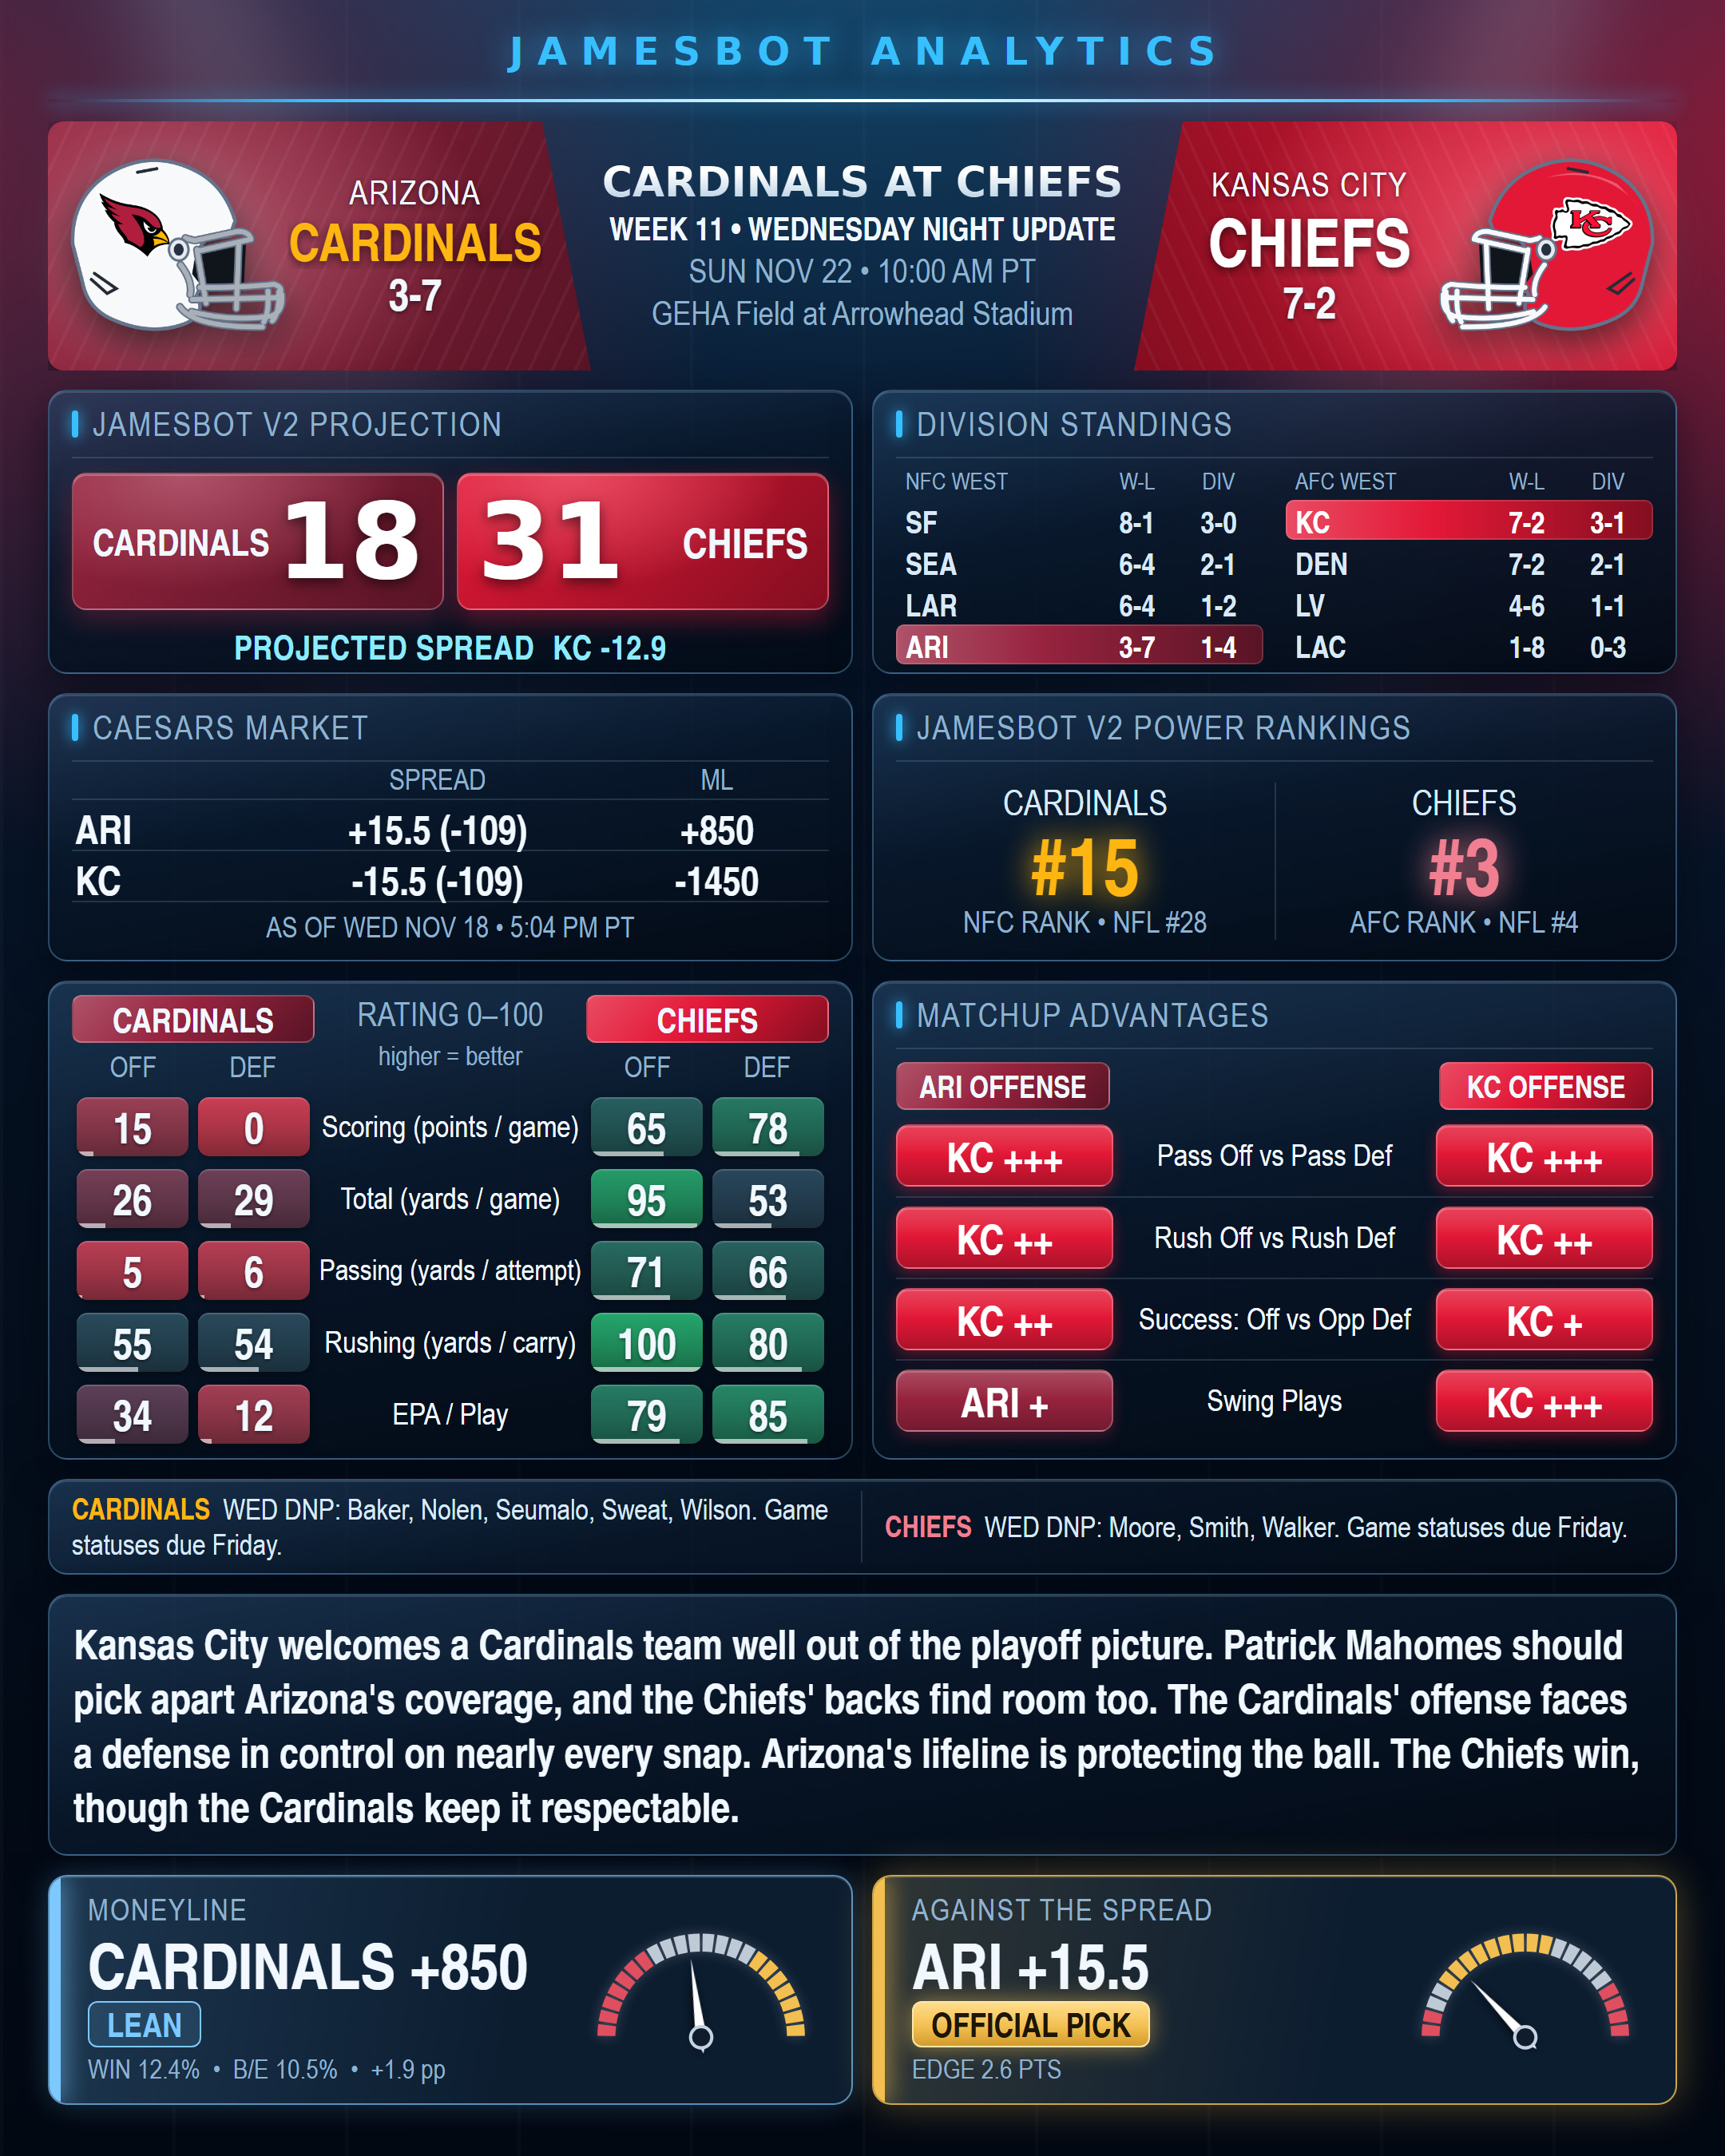 JAMESBOT ANALYTICS
ARIZONA
CARDINALS
3-7
CARDINALS AT CHIEFS
WEEK 11 • WEDNESDAY NIGHT UPDATE
SUN NOV 22 • 10:00 AM PT
GEHA Field at Arrowhead Stadium
KANSAS CITY
CHIEFS
7-2
KC
JAMESBOT V2 PROJECTION
CARDINALS 18
31 CHIEFS
PROJECTED SPREAD KC -12.9
DIVISION STANDINGS
NFC WEST W-L DIV
SF 8-1 3-0
SEA 6-4 2-1
LAR 6-4 1-2
ARI 3-7 1-4
AFC WEST W-L DIV
KC 7-2 3-1
DEN 7-2 2-1
LV 4-6 1-1
LAC 1-8 0-3
CAESARS MARKET
SPREAD ML
ARI +15.5 (-109) +850
KC -15.5 (-109) -1450
AS OF WED NOV 18 • 5:04 PM PT
JAMESBOT V2 POWER RANKINGS
CARDINALS
#15
NFC RANK • NFL #28
CHIEFS
#3
AFC RANK • NFL #4
CARDINALS RATING 0–100 CHIEFS
OFF DEF higher = better OFF DEF
15 0 Scoring (points / game) 65 78
26 29 Total (yards / game) 95 53
5 6 Passing (yards / attempt) 71 66
55 54 Rushing (yards / carry) 100 80
34 12 EPA / Play 79 85
MATCHUP ADVANTAGES
ARI OFFENSE KC OFFENSE
KC +++ Pass Off vs Pass Def KC +++
KC ++ Rush Off vs Rush Def KC ++
KC ++ Success: Off vs Opp Def KC +
ARI + Swing Plays KC +++
CARDINALS WED DNP: Baker, Nolen, Seumalo, Sweat, Wilson. Game
statuses due Friday.
CHIEFS WED DNP: Moore, Smith, Walker. Game statuses due Friday.
Kansas City welcomes a Cardinals team well out of the playoff picture. Patrick Mahomes should
pick apart Arizona's coverage, and the Chiefs' backs find room too. The Cardinals' offense faces
a defense in control on nearly every snap. Arizona's lifeline is protecting the ball. The Chiefs win,
though the Cardinals keep it respectable.
MONEYLINE
CARDINALS +850
LEAN
WIN 12.4% • B/E 10.5% • +1.9 pp
AGAINST THE SPREAD
ARI +15.5
OFFICIAL PICK
EDGE 2.6 PTS